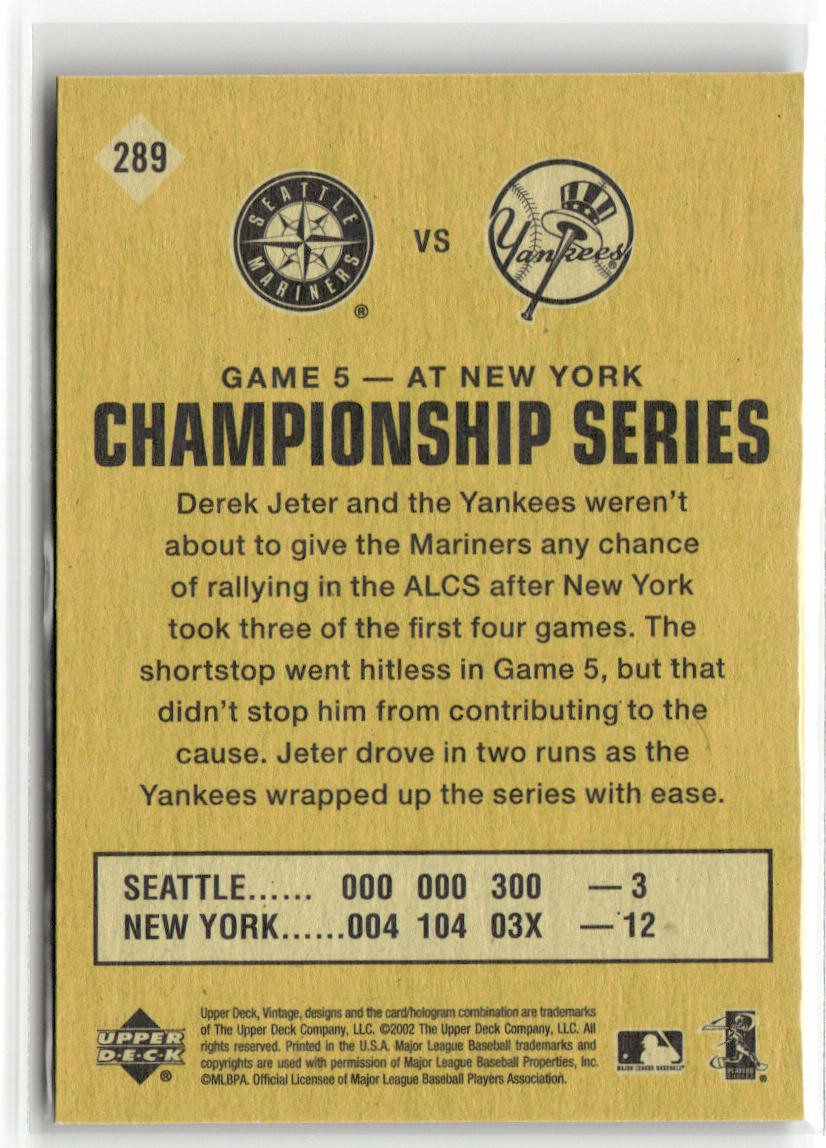 289
SEATTLE
MARINERS
®
VS
Yankees
®
GAME 5 — AT NEW YORK
CHAMPIONSHIP SERIES
Derek Jeter and the Yankees weren't
about to give the Mariners any chance
of rallying in the ALCS after New York
took three of the first four games. The
shortstop went hitless in Game 5, but that
didn't stop him from contributing to the
cause. Jeter drove in two runs as the
Yankees wrapped up the series with ease.
SEATTLE...... 000 000 300 — 3
NEW YORK......004 104 03X — 12
UPPER
DECK
®
Upper Deck, Vintage, designs and the card/hologram combination are trademarks
of The Upper Deck Company, LLC. ©2002 The Upper Deck Company, LLC. All
rights reserved. Printed in the U.S.A. Major League Baseball trademarks and
copyrights are used with permission of Major League Baseball Properties, Inc.
©MLBPA. Official Licensee of Major League Baseball Players Association.
MAJOR LEAGUE BASEBALL®
PLAYERS
CHOICE
®